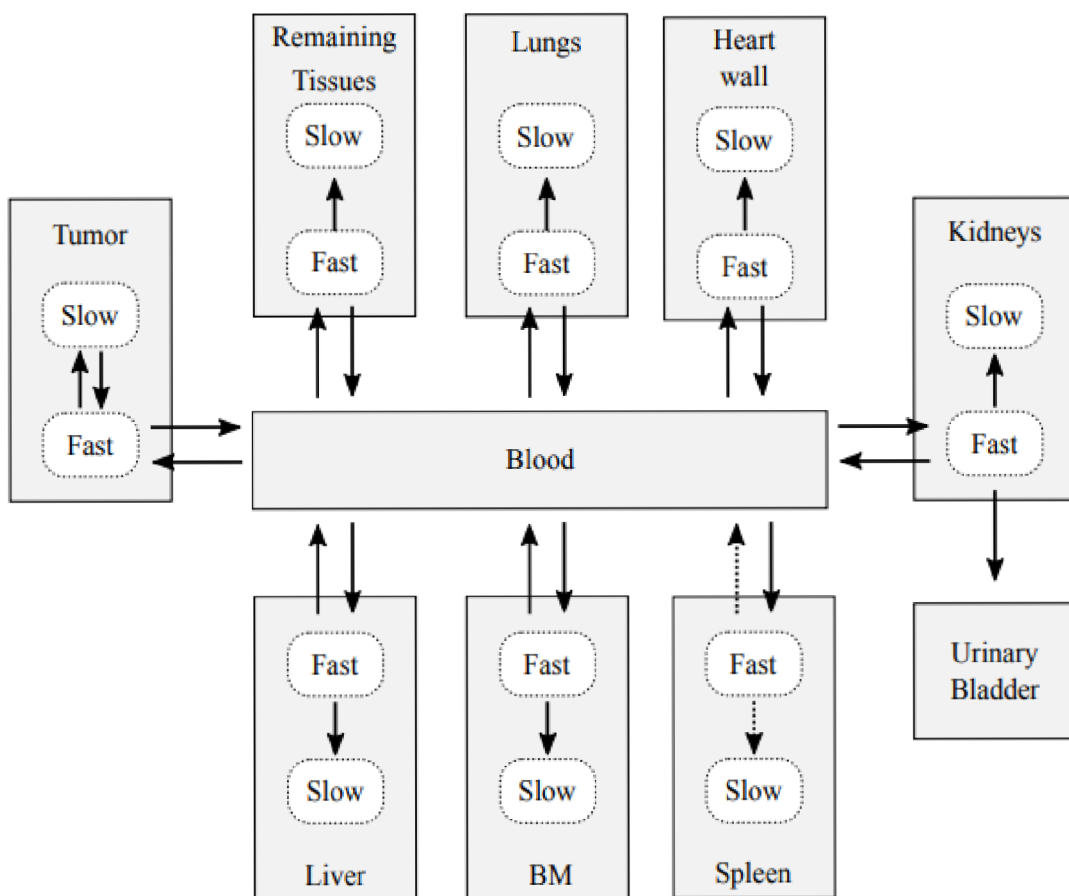 Remaining
Tissues
Slow
Fast
Lungs
Slow
Fast
Heart
wall
Slow
Fast
Tumor
Slow
Fast
Blood
Kidneys
Slow
Fast
Urinary
Bladder
Fast
Slow
Liver
Fast
Slow
BM
Fast
Slow
Spleen